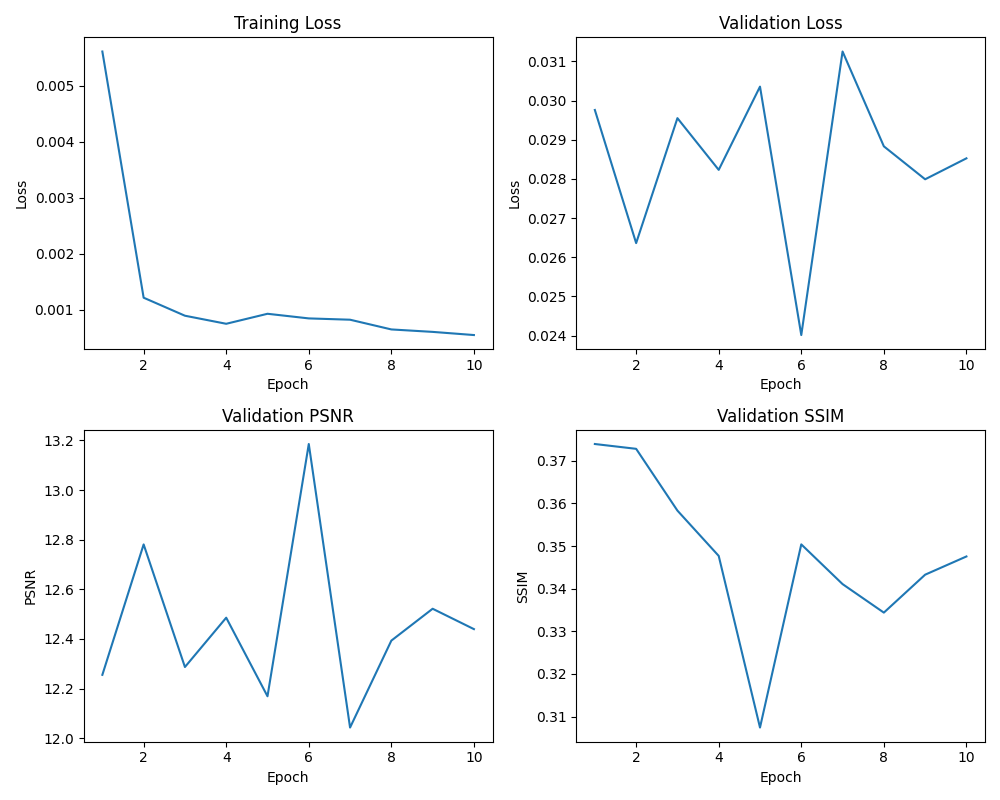 Training Loss
Loss
0.005
0.004
0.003
0.002
0.001
2 4 6 8 10
Epoch
Validation Loss
Loss
0.031
0.030
0.029
0.028
0.027
0.026
0.025
0.024
2 4 6 8 10
Epoch
Validation PSNR
PSNR
13.2
13.0
12.8
12.6
12.4
12.2
12.0
2 4 6 8 10
Epoch
Validation SSIM
SSIM
0.37
0.36
0.35
0.34
0.33
0.32
0.31
2 4 6 8 10
Epoch